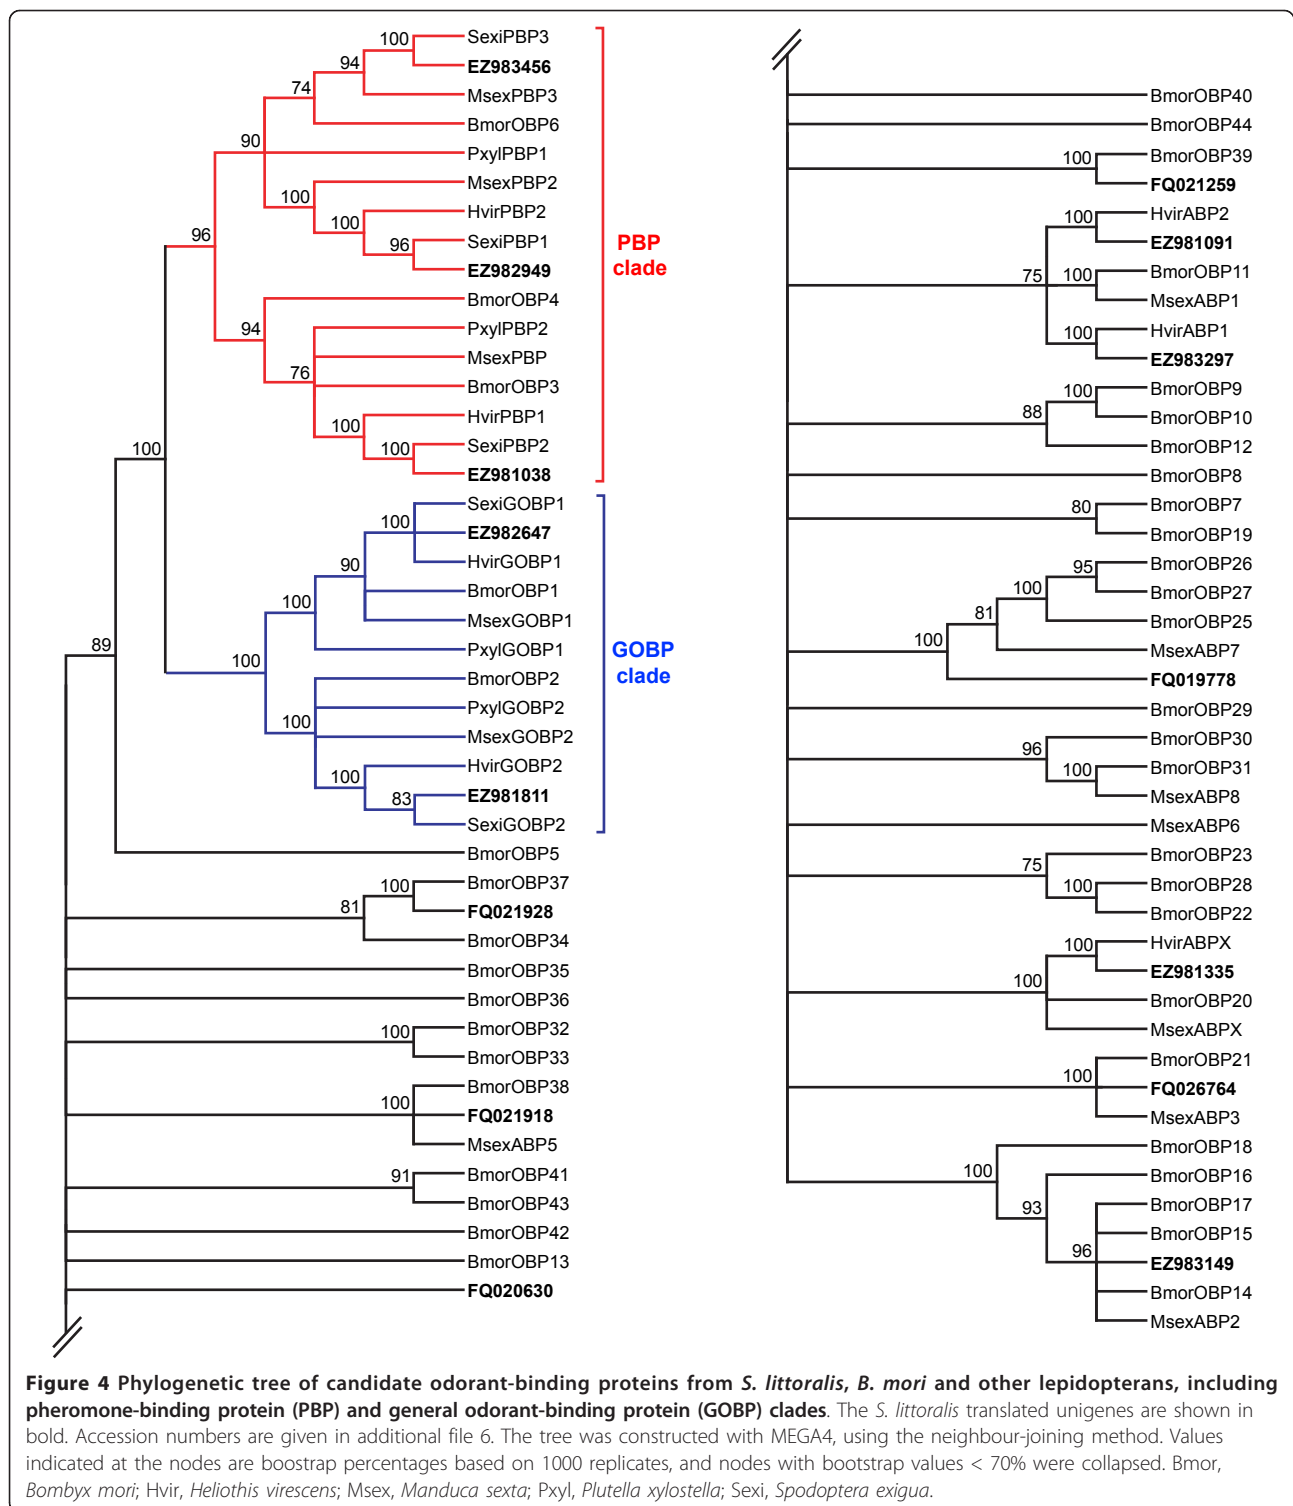 100
SexiPBP3
EZ983456
94
MsexPBP3
74
BmorOBP6
90
PxylPBP1
MsexPBP2
100
HvirPBP2
100
SexiPBP1
96
EZ982949
96
PBP
clade
BmorOBP4
94
PxylPBP2
MsexPBP
76
BmorOBP3
HvirPBP1
100
SexiPBP2
100
EZ981038
100
SexiGOBP1
100
EZ982647
HvirGOBP1
90
BmorOBP1
100
MsexGOBP1
PxylGOBP1
100
GOBP
clade
89
BmorOBP2
PxylGOBP2
100
MsexGOBP2
HvirGOBP2
100
EZ981811
83
SexiGOBP2
BmorOBP5
BmorOBP37
100
FQ021928
81
BmorOBP34
BmorOBP35
BmorOBP36
BmorOBP32
100
BmorOBP33
BmorOBP38
100
FQ021918
MsexABP5
BmorOBP41
91
BmorOBP43
BmorOBP42
BmorOBP13
FQ020630
BmorOBP40
BmorOBP44
BmorOBP39
100
FQ021259
HvirABP2
100
EZ981091
75
BmorOBP11
100
MsexABP1
HvirABP1
100
EZ983297
BmorOBP9
100
BmorOBP10
88
BmorOBP12
BmorOBP8
BmorOBP7
80
BmorOBP19
BmorOBP26
95
BmorOBP27
100
BmorOBP25
81
MsexABP7
100
FQ019778
BmorOBP29
BmorOBP30
96
BmorOBP31
100
MsexABP8
MsexABP6
BmorOBP23
75
BmorOBP28
100
BmorOBP22
HvirABPX
100
EZ981335
100
BmorOBP20
MsexABPX
BmorOBP21
100
FQ026764
MsexABP3
BmorOBP18
100
BmorOBP16
93
BmorOBP17
BmorOBP15
96
EZ983149
BmorOBP14
MsexABP2
Figure 4 Phylogenetic tree of candidate odorant-binding proteins from S. littoralis, B. mori and other lepidopterans, including
pheromone-binding protein (PBP) and general odorant-binding protein (GOBP) clades. The S. littoralis translated unigenes are shown in
bold. Accession numbers are given in additional file 6. The tree was constructed with MEGA4, using the neighbour-joining method. Values
indicated at the nodes are boostrap percentages based on 1000 replicates, and nodes with bootstrap values < 70% were collapsed. Bmor,
Bombyx mori; Hvir, Heliothis virescens; Msex, Manduca sexta; Pxyl, Plutella xylostella; Sexi, Spodoptera exigua.